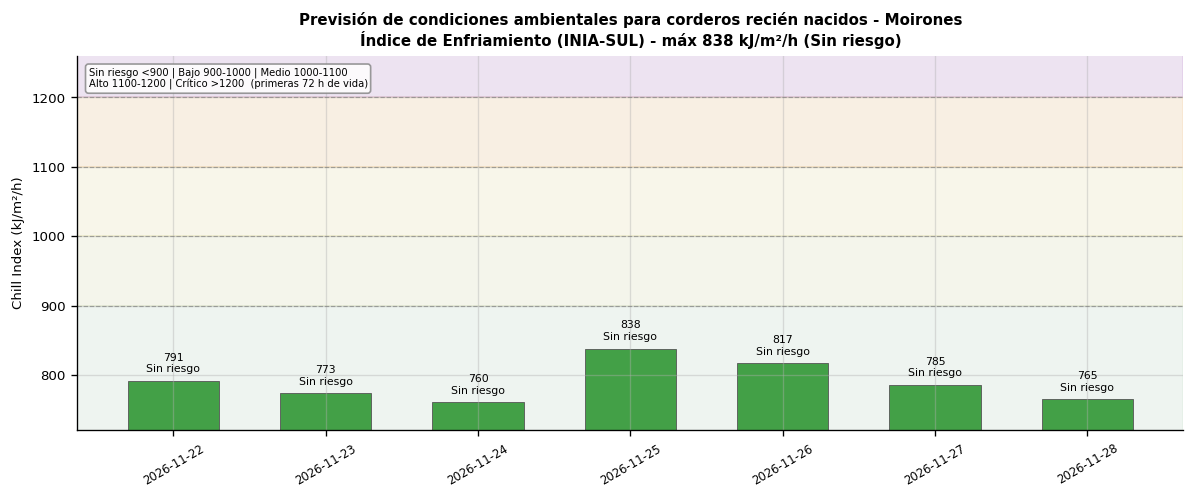 Previsión de condiciones ambientales para corderos recién nacidos - Moirones
Índice de Enfriamiento (INIA-SUL) - máx 838 kJ/m²/h (Sin riesgo)
Sin riesgo <900 | Bajo 900-1000 | Medio 1000-1100
Alto 1100-1200 | Crítico >1200  (primeras 72 h de vida)
Chill Index (kJ/m²/h)
1200
1100
1000
900
800
791
Sin riesgo
773
Sin riesgo
760
Sin riesgo
838
Sin riesgo
817
Sin riesgo
785
Sin riesgo
765
Sin riesgo
2026-11-22
2026-11-23
2026-11-24
2026-11-25
2026-11-26
2026-11-27
2026-11-28